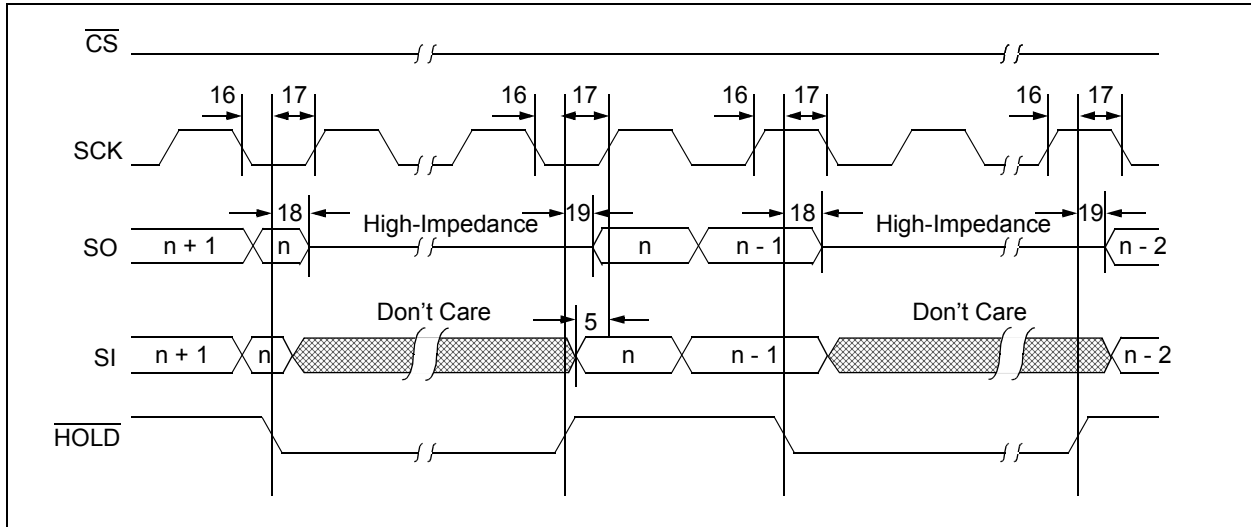 CS
16 17 16 17 16 17 16 17
SCK
18 High-Impedance 19 18 High-Impedance 19
SO n + 1 n n n - 1 n - 2
Don't Care 5 Don't Care
SI n + 1 n n n - 1 n - 2
HOLD